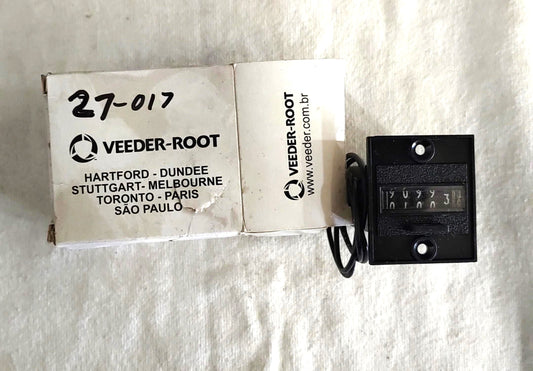 27-017
VEEDER-ROOT
HARTFORD - DUNDEE
STUTTGART- MELBOURNE
TORONTO - PARIS
SÃO PAULO
VEEDER-ROOT
www.veeder.com.br